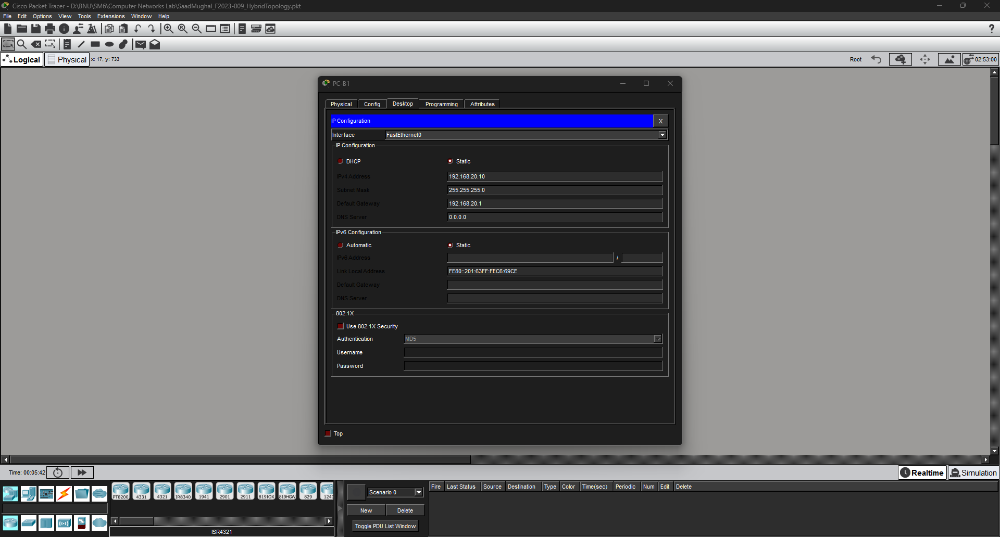 Cisco Packet Tracer - D:\BNU\SM6\Computer Networks Lab\SaadMughal_F2023-009_HybridTopology.pkt
File Edit Options View Tools Extensions Window Help
?
Logical Physical x: 17, y: 733 Root 02:53:00
PC-B1
Physical Config Desktop Programming Attributes
IP Configuration X
Interface FastEthernet0
IP Configuration
DHCP Static
IPv4 Address 192.168.20.10
Subnet Mask 255.255.255.0
Default Gateway 192.168.20.1
DNS Server 0.0.0.0
IPv6 Configuration
Automatic Static
IPv6 Address /
Link Local Address FE80::201:63FF:FEC6:69CE
Default Gateway
DNS Server
802.1X
Use 802.1X Security
Authentication MD5
Username
Password
Top
Time: 00:05:42 Realtime Simulation
PT8200 4331 4321 IR8340 1941 2901 2911 819IOX 819HGW 829 1240
ISR4321
Scenario 0
New Delete
Toggle PDU List Window
Fire Last Status Source Destination Type Color Time(sec) Periodic Num Edit Delete